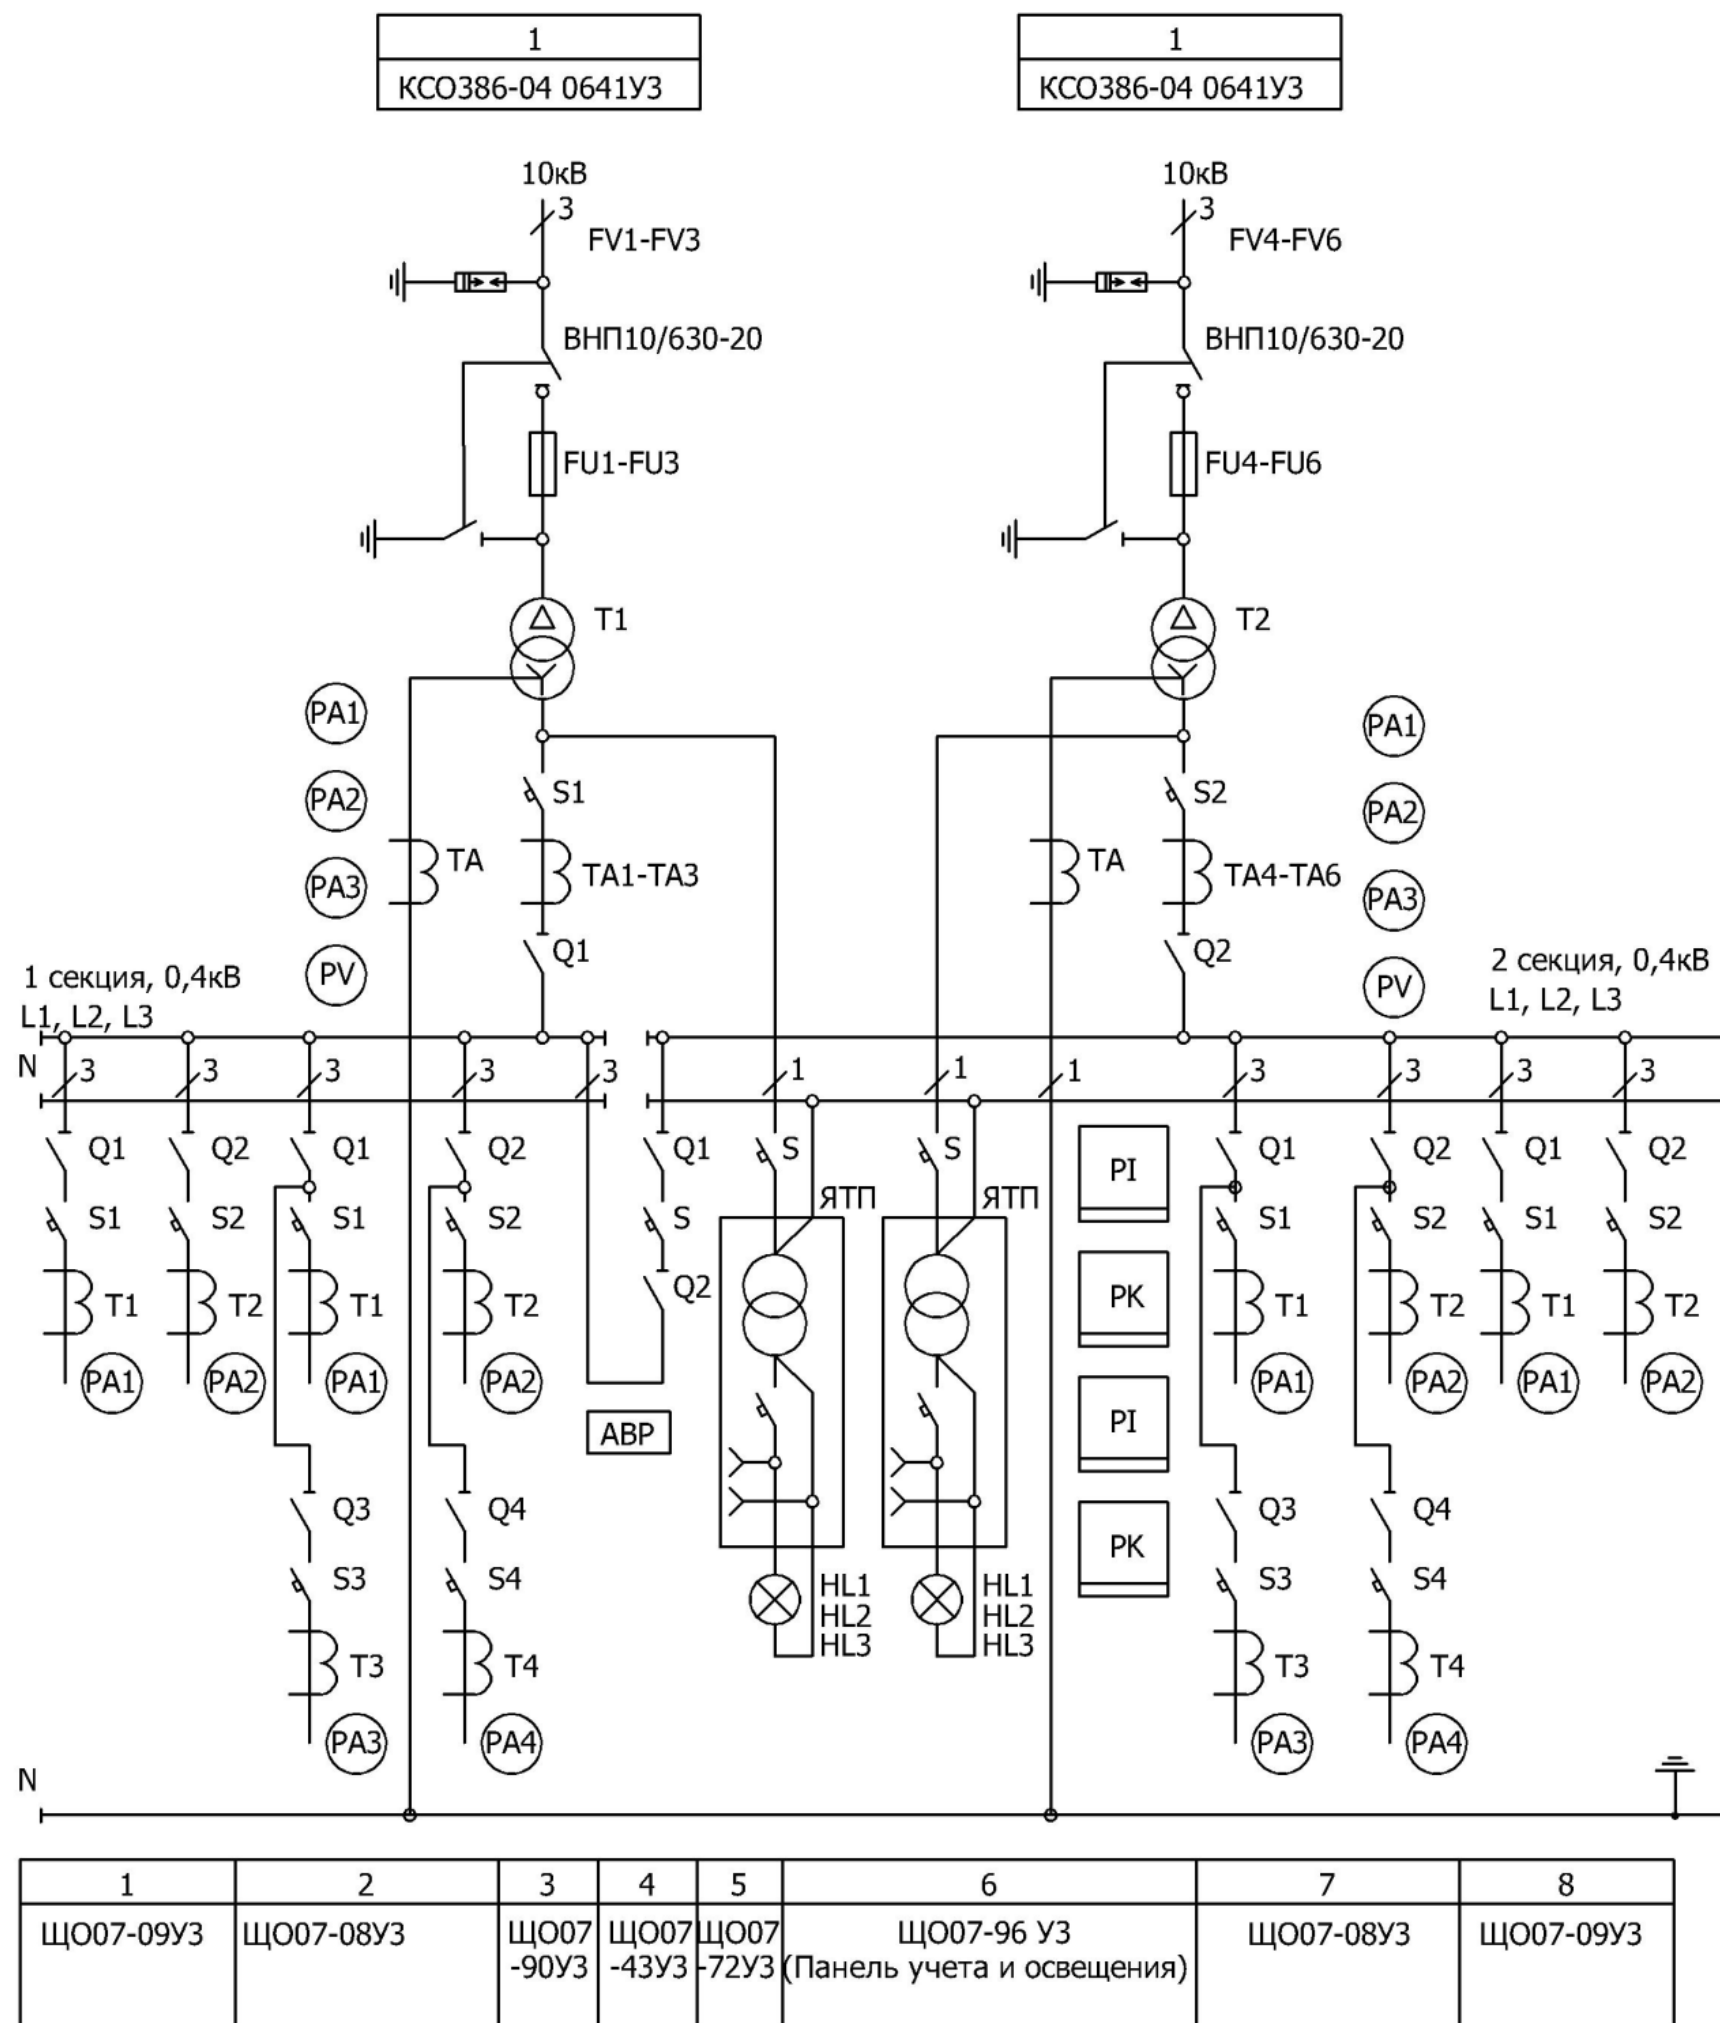 1
КСО386-04 0641У3
1
КСО386-04 0641У3
10кВ
3
FV1-FV3
10кВ
3
FV4-FV6
ВНП10/630-20
ВНП10/630-20
FU1-FU3
FU4-FU6
T1
T2
PA1
PA2
PA3
PV
S1
TA
TA1-TA3
Q1
S2
TA
TA4-TA6
Q2
PA1
PA2
PA3
PV
1 секция, 0,4кВ
L1, L2, L3
2 секция, 0,4кВ
L1, L2, L3
N
3
3
3
3
3
1
1
1
3
3
3
3
Q1
Q2
Q1
Q2
Q1
S
S
Q1
Q2
Q1
Q2
S1
S2
S1
S2
S
ЯТП
ЯТП
PI
S1
S2
S1
S2
T1
T2
T1
T2
Q2
PK
T1
T2
T1
T2
PA1
PA2
PA1
PA2
PA1
PA2
PA1
PA2
АВР
PI
Q3
Q4
PK
Q3
Q4
S3
S4
HL1
HL2
HL3
HL1
HL2
HL3
S3
S4
T3
T4
T3
T4
PA3
PA4
PA3
PA4
N
1 2 3 4 5 6 7 8
ЩО07-09У3 ЩО07-08У3 ЩО07 ЩО07 ЩО07 ЩО07-96 У3 ЩО07-08У3 ЩО07-09У3
-90У3 -43У3 -72У3 (Панель учета и освещения)